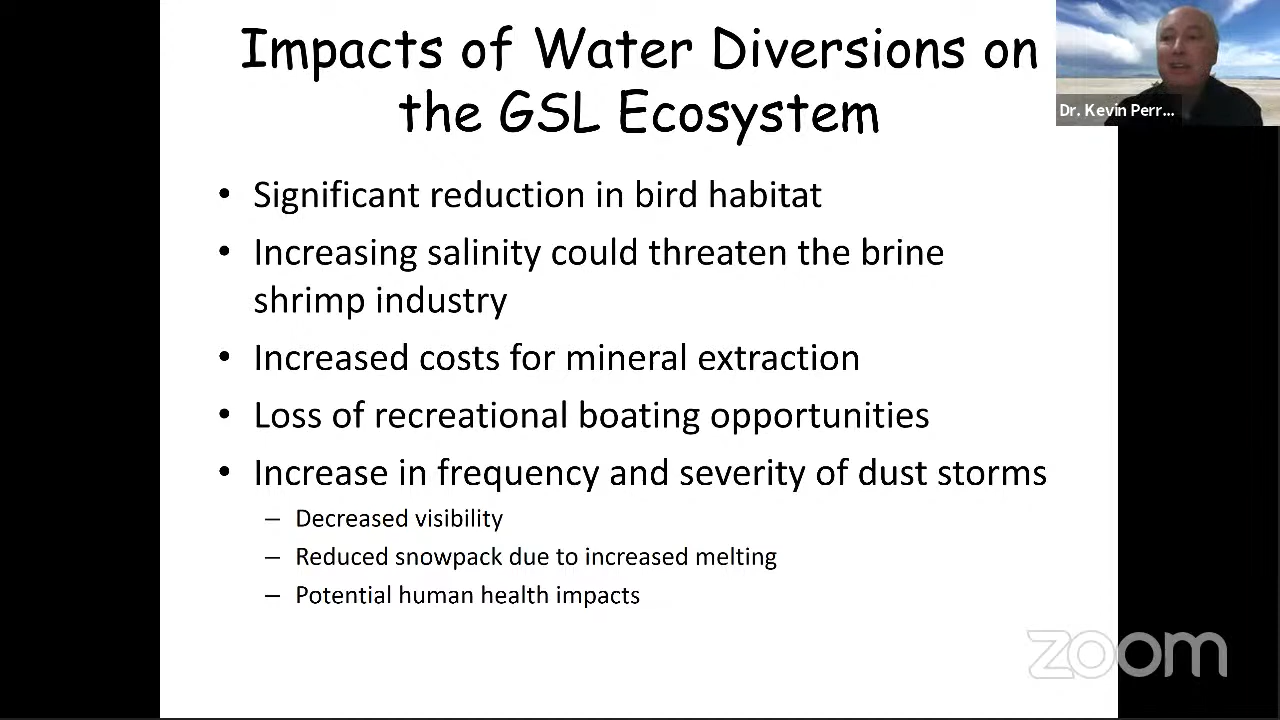 Impacts of Water Diversions on
the GSL Ecosystem
Dr. Kevin Perr...
• Significant reduction in bird habitat
• Increasing salinity could threaten the brine
shrimp industry
• Increased costs for mineral extraction
• Loss of recreational boating opportunities
• Increase in frequency and severity of dust storms
– Decreased visibility
– Reduced snowpack due to increased melting
– Potential human health impacts
zoom